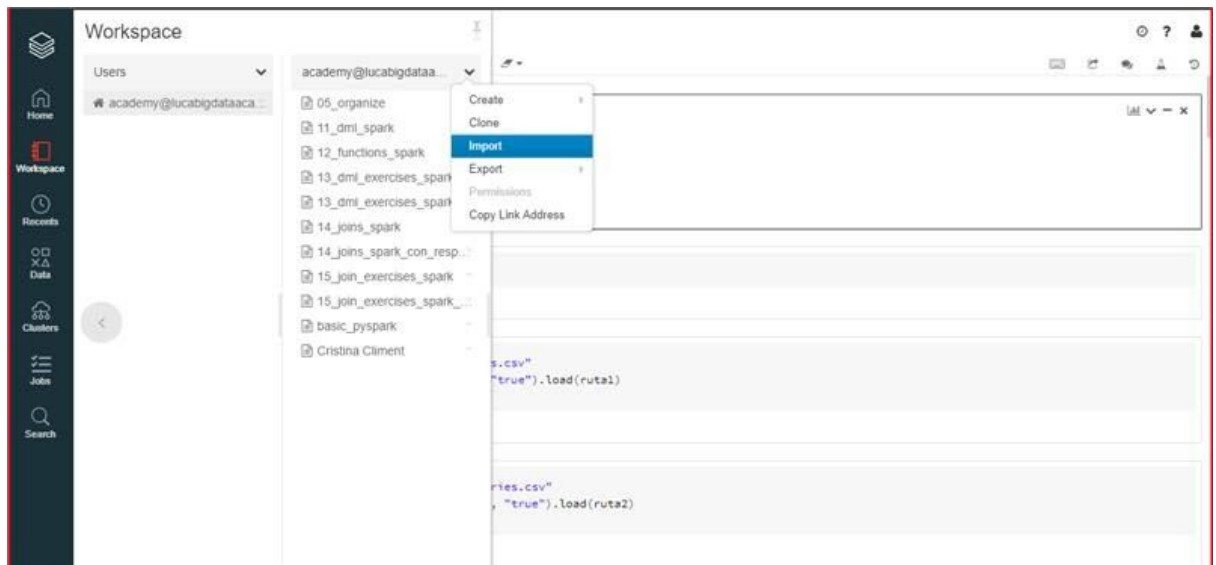 Workspace
Users
academy@lucabigdataa...
academy@lucabigdataaca...
05_organize
11_dml_spark
12_functions_spark
13_dml_exercises_spark
13_dml_exercises_spark
14_joins_spark
14_joins_spark_con_resp...
15_join_exercises_spark
15_join_exercises_spark_...
basic_pyspark
Cristina Climent
Create
Clone
Import
Export
Permissions
Copy Link Address
Home
Workspace
Recents
Data
Clusters
Jobs
Search
?
s.csv"
"true").load(ruta1)
ries.csv"
, "true").load(ruta2)